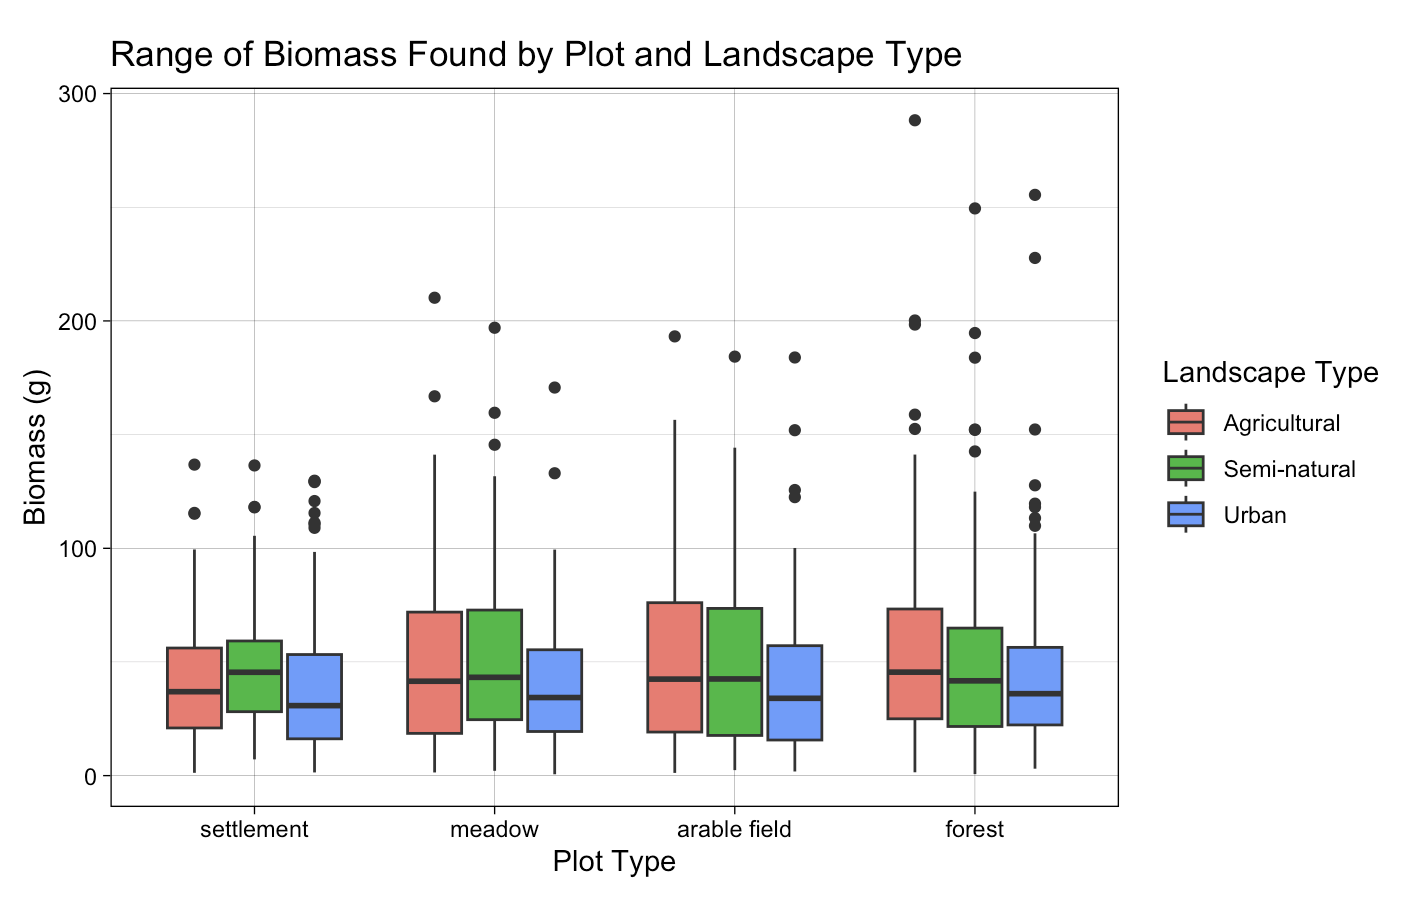 Range of Biomass Found by Plot and Landscape Type
300
200
100
0
Biomass (g)
settlement meadow arable field forest
Plot Type
Landscape Type
Agricultural
Semi-natural
Urban